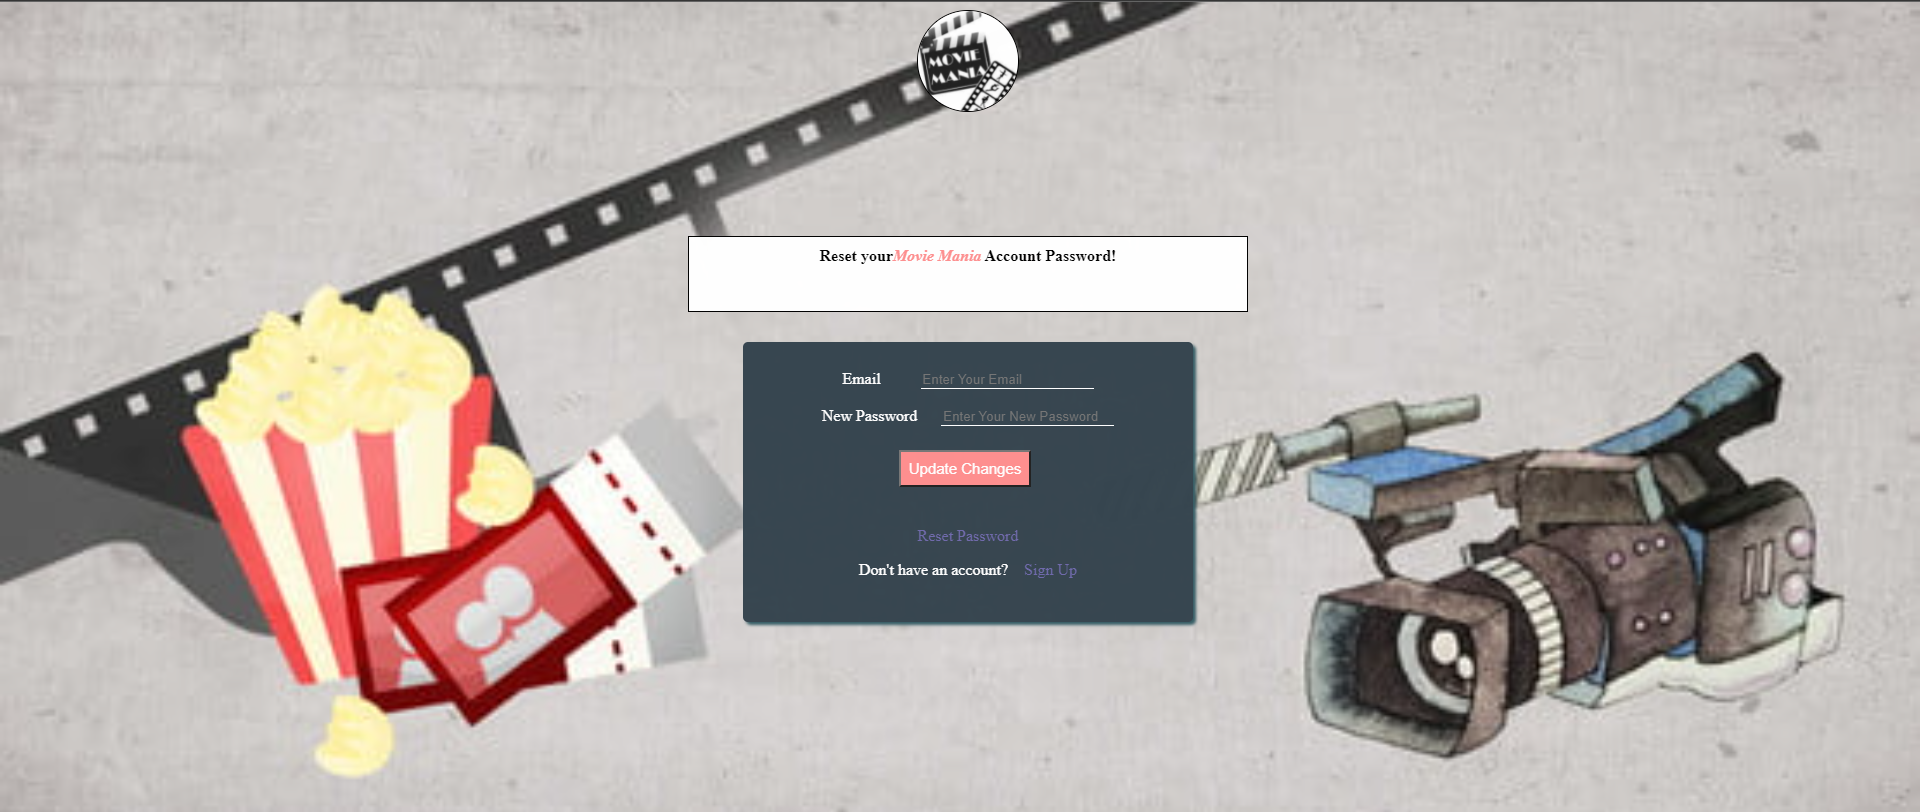 MOVIE
MANIA
Reset yourMovie Mania Account Password!
Email Enter Your Email
New Password Enter Your New Password
Update Changes
Reset Password
Don't have an account? Sign Up